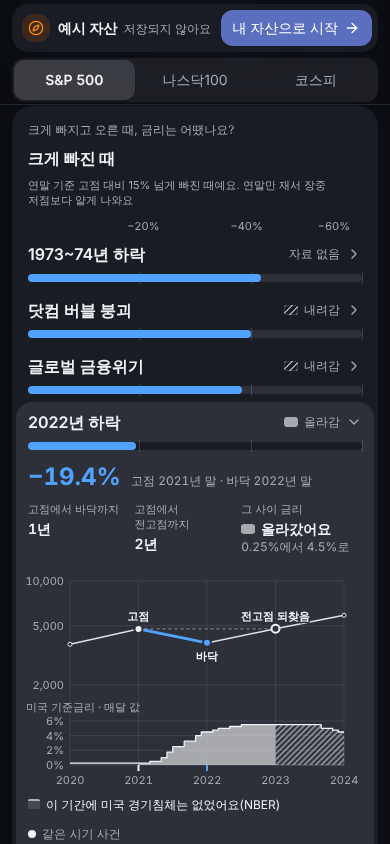 예시 자산 저장되지 않아요 내 자산으로 시작
S&P 500 나스닥100 코스피
크게 빠지고 오른 때, 금리는 어땠나요?
크게 빠진 때
연말 기준 고점 대비 15% 넘게 빠진 때예요. 연말만 재서 장중
저점보다 얕게 나와요
−20% −40% −60%
1973~74년 하락 자료 없음
닷컴 버블 붕괴 내려감
글로벌 금융위기 내려감
2022년 하락 올라감
−19.4% 고점 2021년 말 · 바닥 2022년 말
고점에서 바닥까지
1년
고점에서
전고점까지
2년
그 사이 금리
올라갔어요
0.25%에서 4.5%로
10,000
5,000
2,000
고점
바닥
전고점 되찾음
미국 기준금리 · 매달 값
6%
4%
2%
0%
2020 2021 2022 2023 2024
이 기간에 미국 경기침체는 없었어요(NBER)
같은 시기 사건